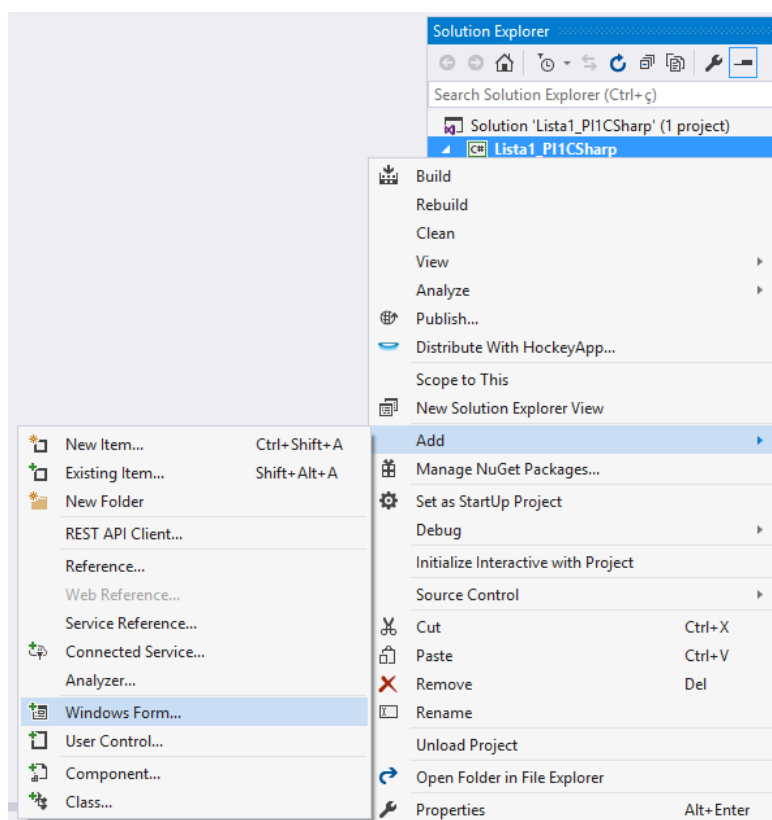 Solution Explorer
Search Solution Explorer (Ctrl+ç)
Solution 'Lista1_PI1CSharp' (1 project)
C# Lista1_PI1CSharp
Build
Rebuild
Clean
View
Analyze
Publish...
Distribute With HockeyApp...
Scope to This
New Solution Explorer View
Add
Manage NuGet Packages...
Set as StartUp Project
Debug
Initialize Interactive with Project
Source Control
Cut Ctrl+X
Paste Ctrl+V
Remove Del
Rename
Unload Project
Open Folder in File Explorer
Properties Alt+Enter
New Item... Ctrl+Shift+A
Existing Item... Shift+Alt+A
New Folder
REST API Client...
Reference...
Web Reference...
Service Reference...
Connected Service...
Analyzer...
Windows Form...
User Control...
Component...
Class...